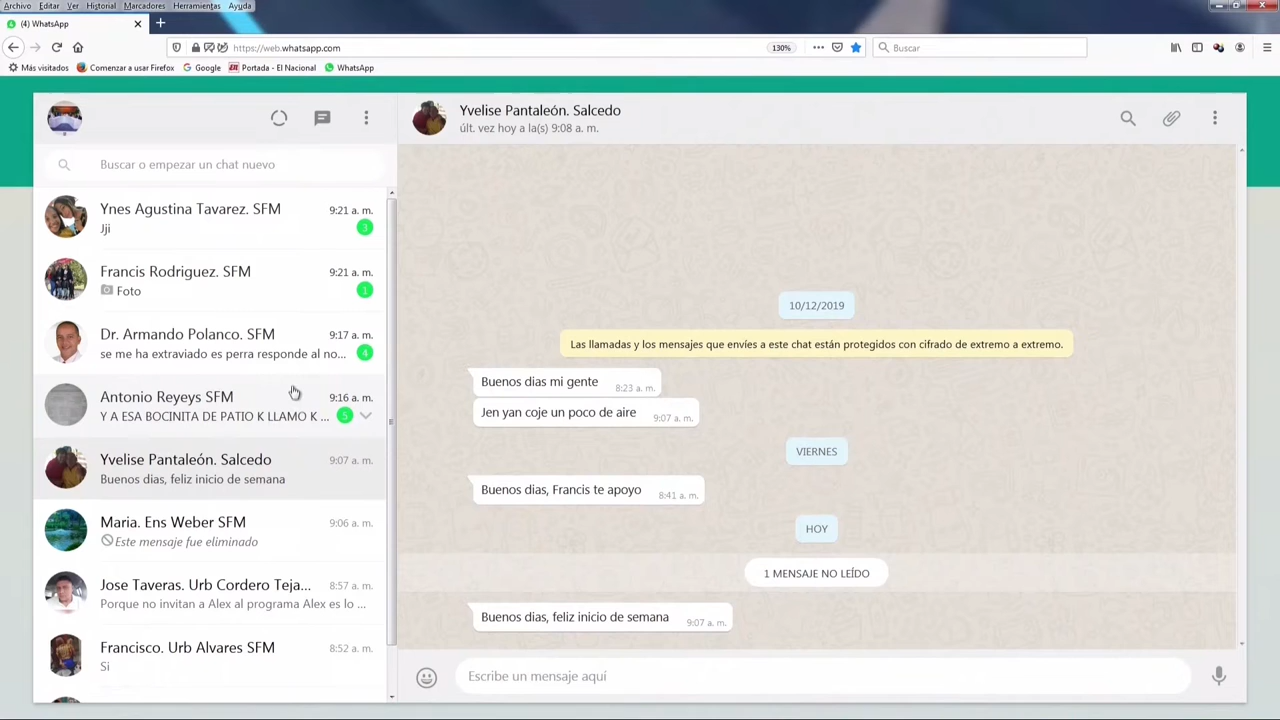 Archivo Editar Ver Historial Marcadores Herramientas Ayuda
(4) WhatsApp
https://web.whatsapp.com
130%
Buscar
Más visitados
Comenzar a usar Firefox
Google
Portada - El Nacional
WhatsApp
Buscar o empezar un chat nuevo
Ynes Agustina Tavarez. SFM
9:21 a. m.
Jji
3
Francis Rodriguez. SFM
9:21 a. m.
Foto
1
Dr. Armando Polanco. SFM
9:17 a. m.
se me ha extraviado es perra responde al no...
4
Antonio Reyeys SFM
9:16 a. m.
Y A ESA BOCINITA DE PATIO K LLAMO K ...
5
Yvelise Pantaleón. Salcedo
9:07 a. m.
Buenos dias, feliz inicio de semana
Maria. Ens Weber SFM
9:06 a. m.
Este mensaje fue eliminado
Jose Taveras. Urb Cordero Teja...
8:57 a. m.
Porque no invitan a Alex al programa Alex es lo ...
Francisco. Urb Alvares SFM
8:52 a. m.
Si
Yvelise Pantaleón. Salcedo
últ. vez hoy a la(s) 9:08 a. m.
10/12/2019
Las llamadas y los mensajes que envíes a este chat están protegidos con cifrado de extremo a extremo.
Buenos dias mi gente
8:23 a. m.
Jen yan coje un poco de aire
9:07 a. m.
VIERNES
Buenos dias, Francis te apoyo
8:41 a. m.
HOY
1 MENSAJE NO LEÍDO
Buenos dias, feliz inicio de semana
9:07 a. m.
Escribe un mensaje aquí